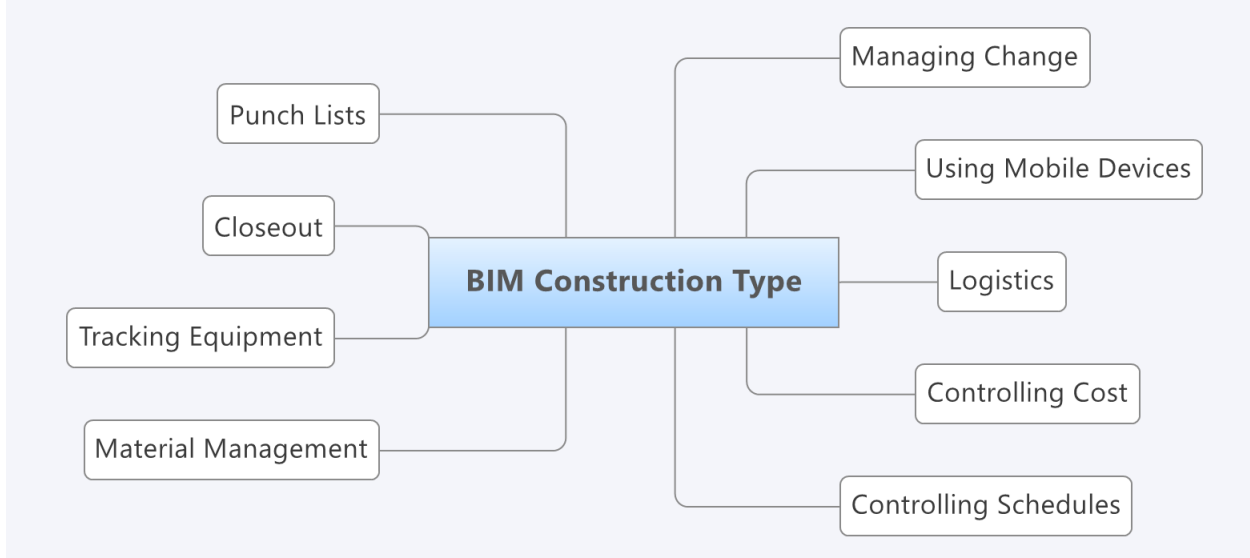 Managing Change
Punch Lists
Using Mobile Devices
Closeout
BIM Construction Type
Logistics
Tracking Equipment
Controlling Cost
Material Management
Controlling Schedules